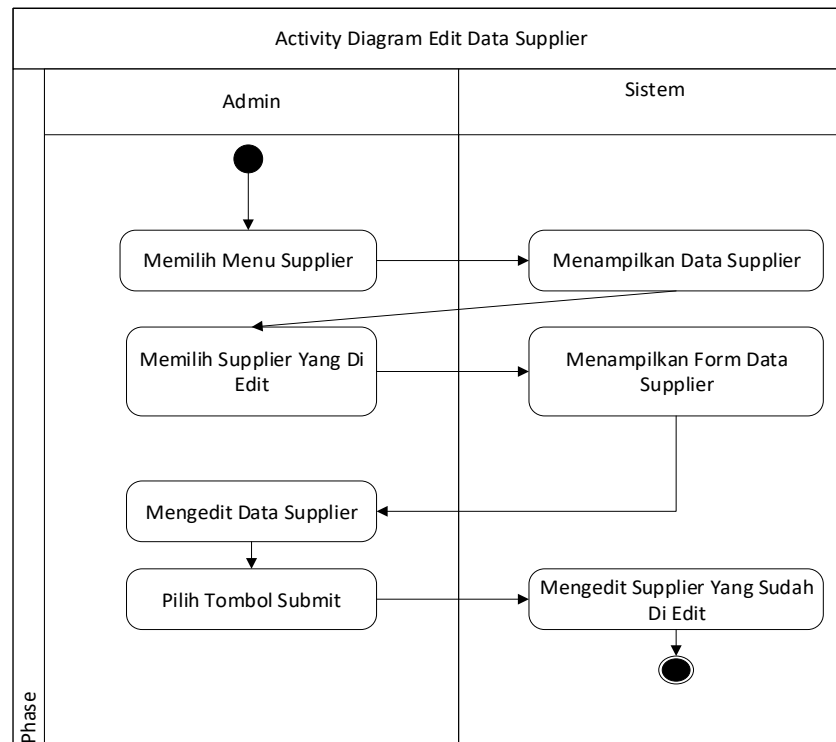 Activity Diagram Edit Data Supplier
Admin
Sistem
Memilih Menu Supplier
Menampilkan Data Supplier
Memilih Supplier Yang Di
Edit
Menampilkan Form Data
Supplier
Mengedit Data Supplier
Pilih Tombol Submit
Mengedit Supplier Yang Sudah
Di Edit
Phase